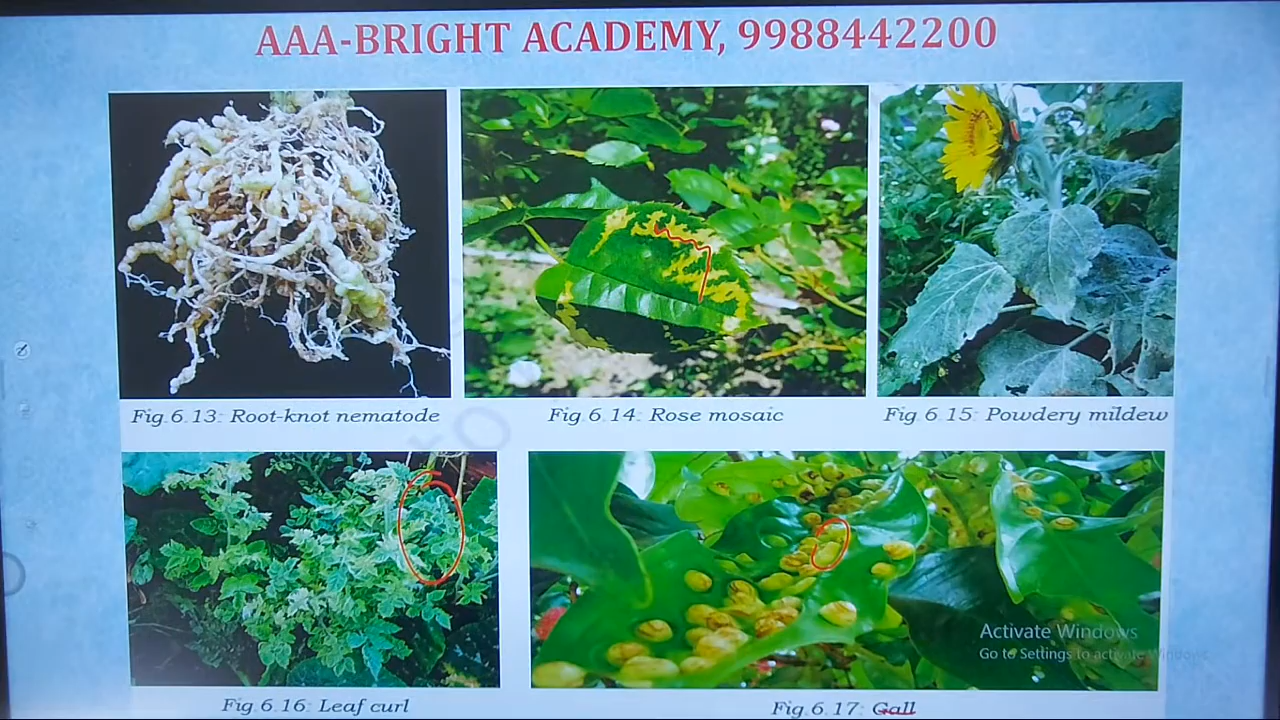 AAA-BRIGHT ACADEMY, 9988442200
Fig.6.13: Root-knot nematode
Fig.6.14: Rose mosaic
Fig.6.15: Powdery mildew
to
Activate Windows
Go to Settings to activate Windows.
Fig.6.16: Leaf curl
Fig.6.17: Gall